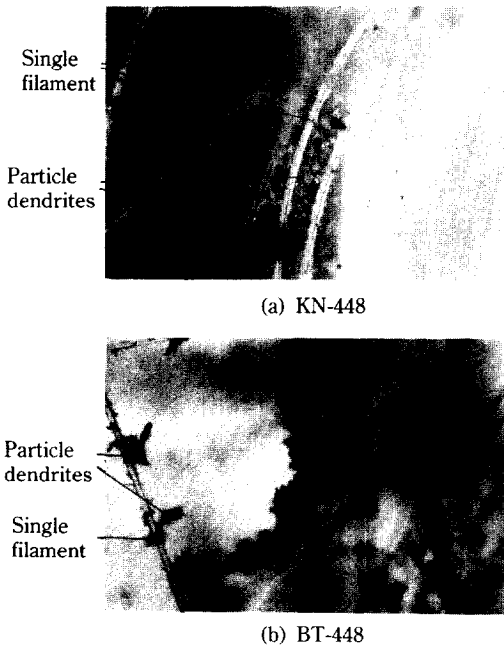 Single
filament
Particle
dendrites
(a) KN-448
Particle
dendrites
Single
filament
(b) BT-448